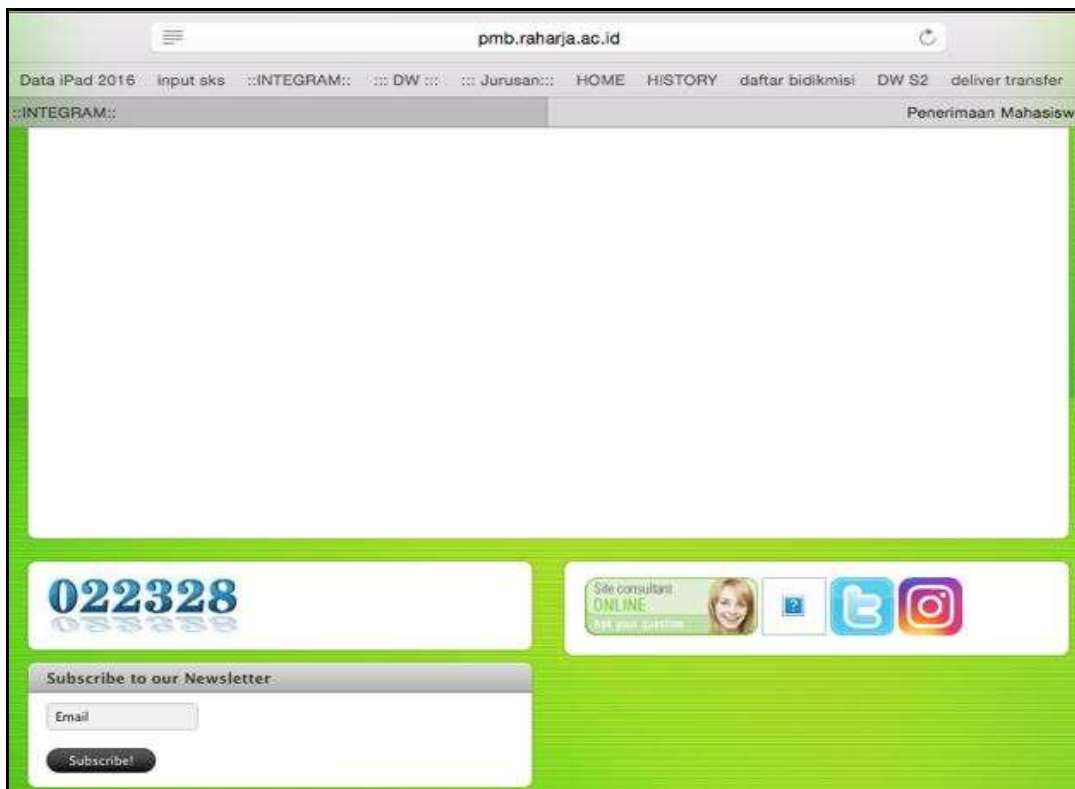 pmb.raharja.ac.id
Data iPad 2016 input sks ::INTEGRAM:: ::: DW ::: ::: Jurusan::: HOME HISTORY daftar bidikmisi DW S2 deliver transfer
::INTEGRAM:: Penerimaan Mahasisw
022328
Site consultant
ONLINE
Ask your question
Subscribe to our Newsletter
Email
Subscribe!